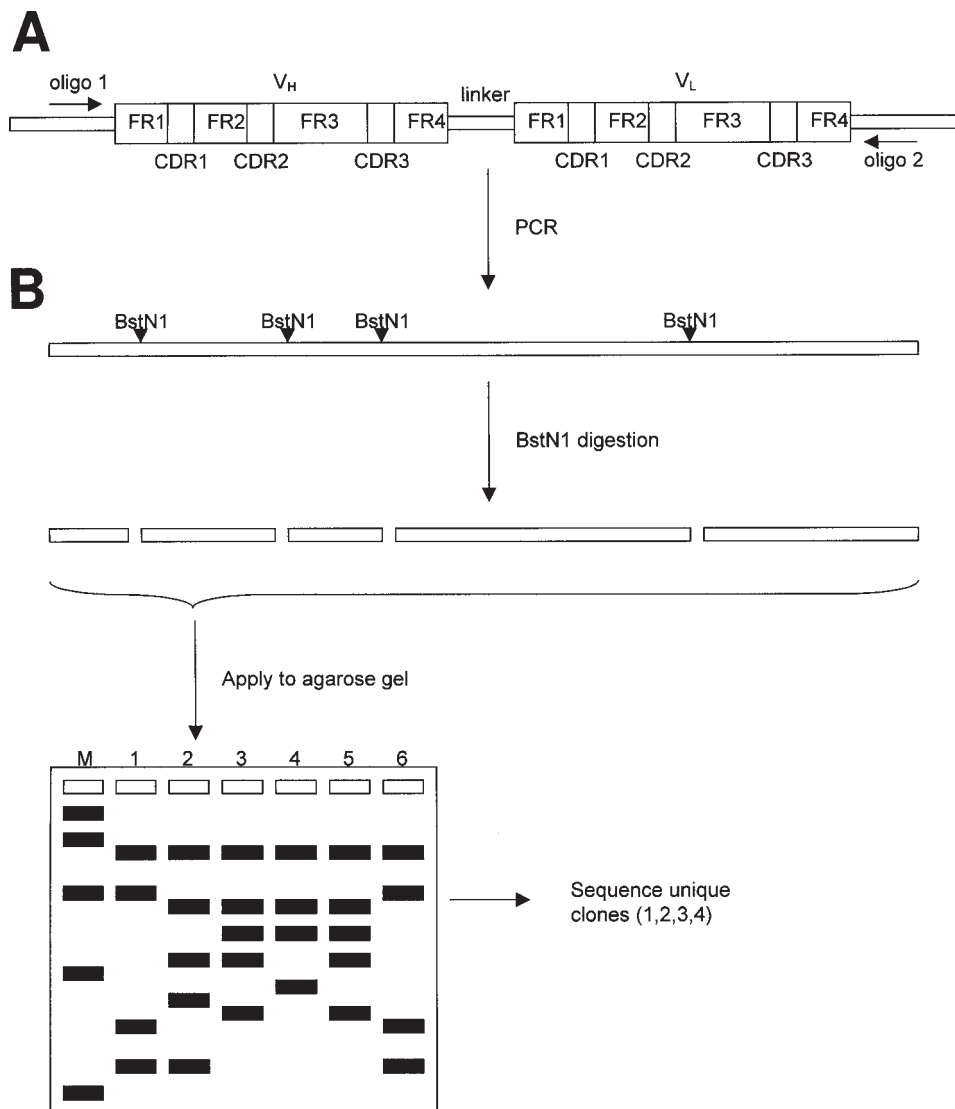 A
oligo 1
VH
linker
VL
FR1 FR2 FR3 FR4 FR1 FR2 FR3 FR4
CDR1 CDR2 CDR3 CDR1 CDR2 CDR3 oligo 2
PCR
B
BstN1 BstN1 BstN1 BstN1
BstN1 digestion
Apply to agarose gel
M 1 2 3 4 5 6
Sequence unique
clones (1,2,3,4)